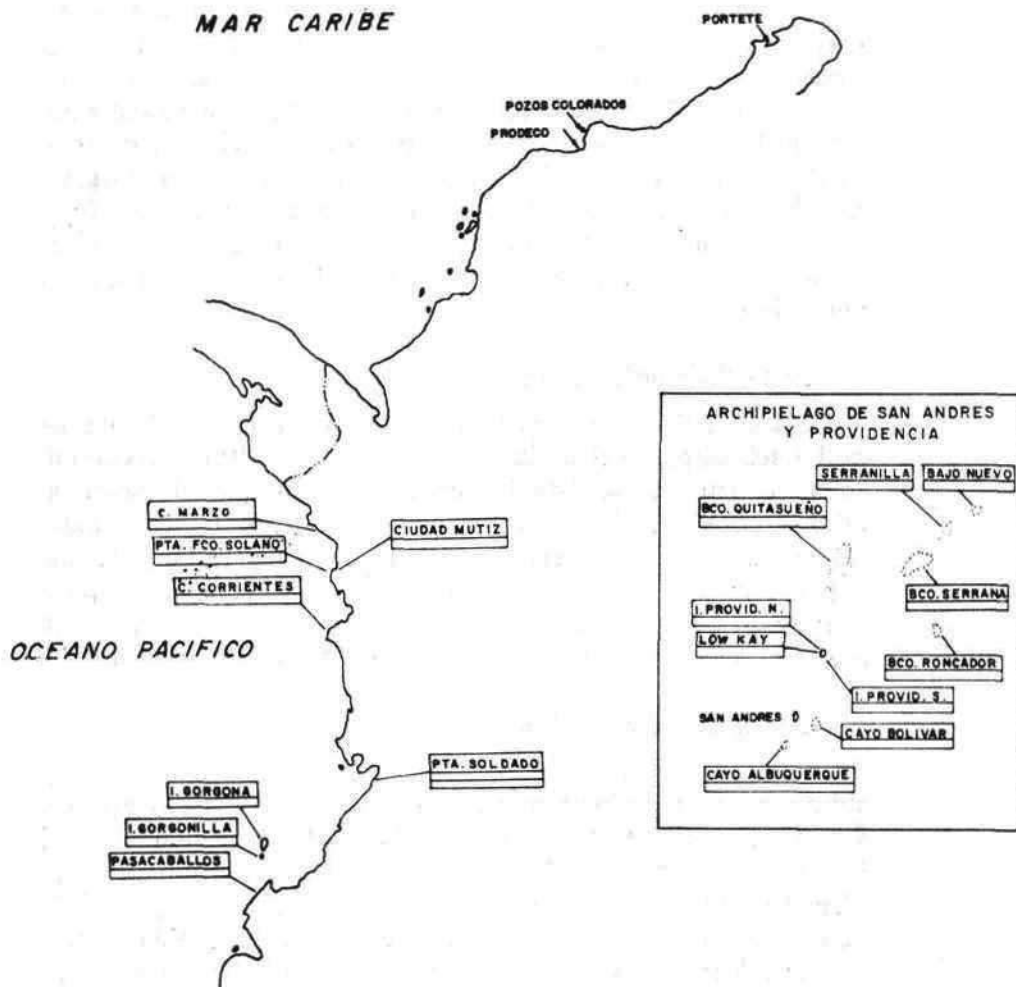 MAR CARIBE
PORTETE
POZOS COLORADOS
PRODECO
C. MARZO
PTA. FCO. SOLANO
CIUDAD MUTIZ
C. CORRIENTES
OCEANO PACIFICO
PTA. SOLDADO
I. GORGONA
I. GORGONILLA
PASACABALLOS
ARCHIPIELAGO DE SAN ANDRES
Y PROVIDENCIA
SERRANILLA
BAJO NUEVO
BCO. QUITASUEÑO
BCO. SERRANA
I. PROVID. N.
LOW KAY
BCO. RONCADOR
I. PROVID. S.
SAN ANDRES
CAYO BOLIVAR
CAYO ALBUQUERQUE